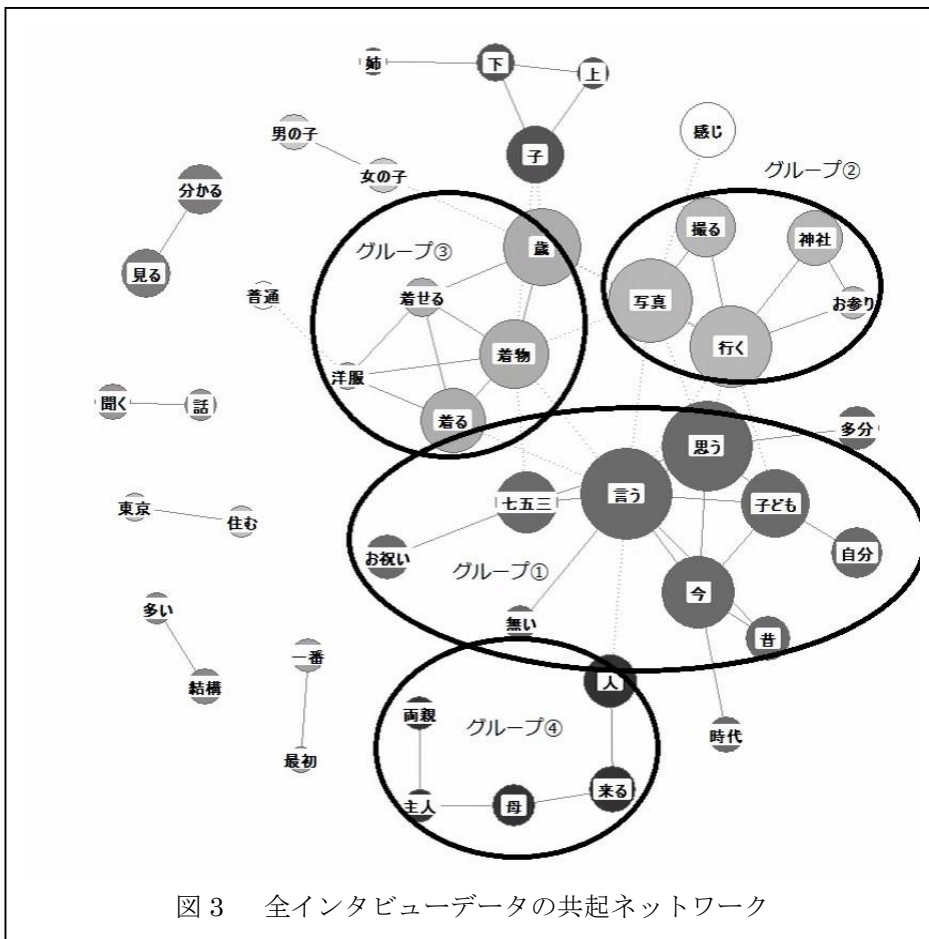 姉
下
上
男の子
子
感じ
女の子
グループ②
分かる
歳
撮る
神社
グループ③
見る
着せる
写真
お参り
普通
着物
行く
洋服
聞く
話
着る
思う
多分
七五三
言う
子ども
東京
住む
お祝い
グループ①
自分
今
多い
無い
昔
一番
結構
人
両親
グループ④
時代
最初
主人
母
来る
図 3 全インタビューデータの共起ネットワーク